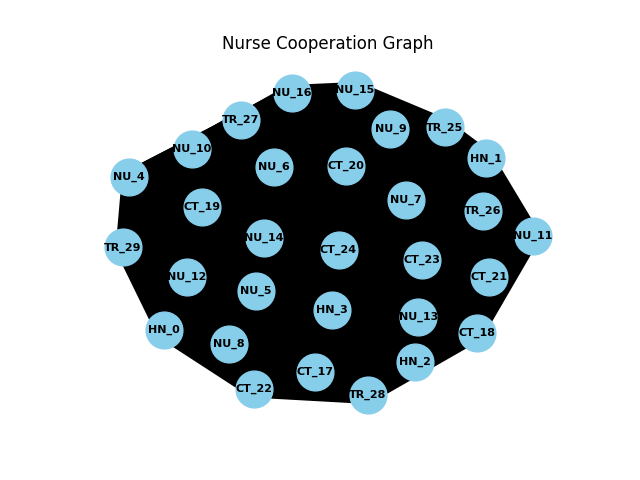 Nurse Cooperation Graph
NU_16
NU_15
TR_27
NU_9
TR_25
NU_10
HN_1
NU_6
CT_20
NU_4
NU_7
CT_19
TR_26
NU_14
NU_11
TR_29
CT_24
CT_23
NU_12
CT_21
NU_5
HN_3
NU_13
HN_0
CT_18
NU_8
HN_2
CT_17
CT_22
TR_28